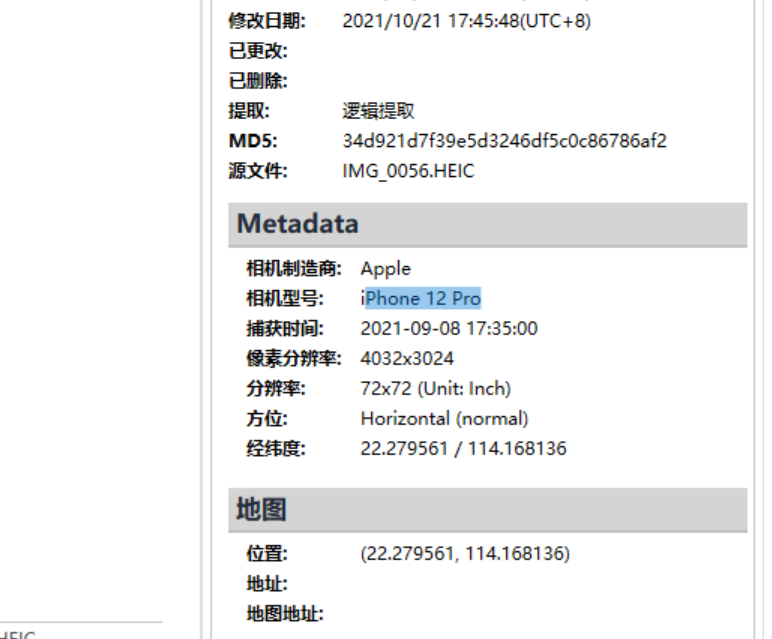 修改日期: 2021/10/21 17:45:48(UTC+8)
已更改:
已删除:
提取: 逻辑提取
MD5: 34d921d7f39e5d3246df5c0c86786af2
源文件: IMG_0056.HEIC
Metadata
相机制造商: Apple
相机型号: iPhone 12 Pro
捕获时间: 2021-09-08 17:35:00
像素分辨率: 4032x3024
分辨率: 72x72 (Unit: Inch)
方位: Horizontal (normal)
经纬度: 22.279561 / 114.168136
地图
位置: (22.279561, 114.168136)
地址:
地图地址:
HEIC